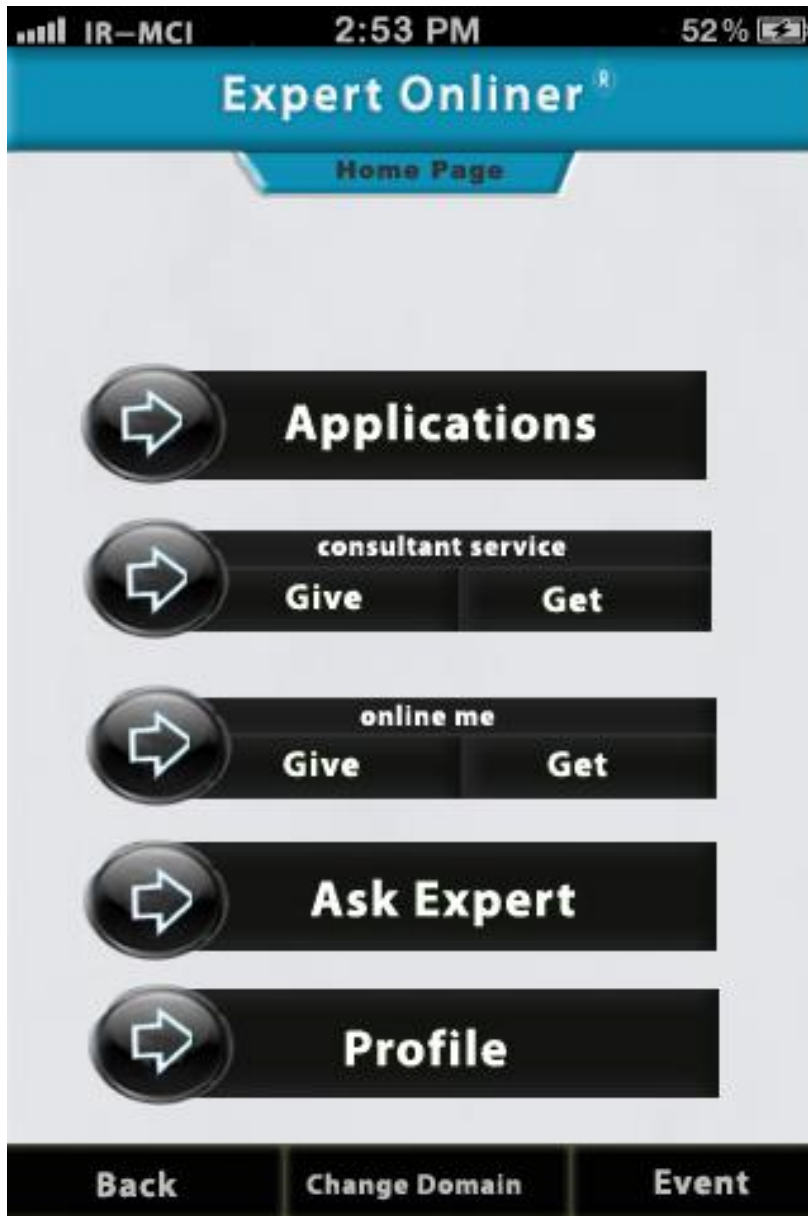 IR-MCI 2:53 PM 52%
Expert Onliner ®
Home Page
Applications
consultant service
Give Get
online me
Give Get
Ask Expert
Profile
Back Change Domain Event